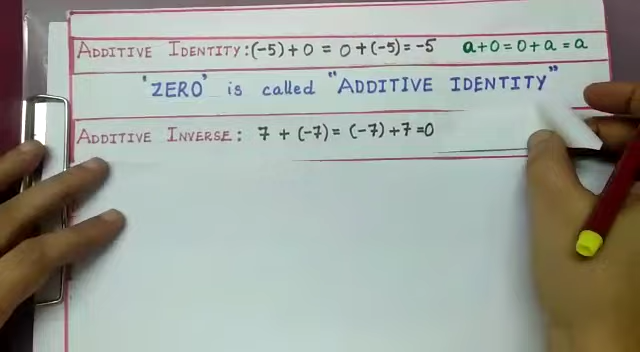 ADDITIVE IDENTITY: (-5) + 0 = 0 + (-5) = -5 a + 0 = 0 + a = a
'ZERO' is called "ADDITIVE IDENTITY"
ADDITIVE INVERSE: 7 + (-7) = (-7) + 7 = 0